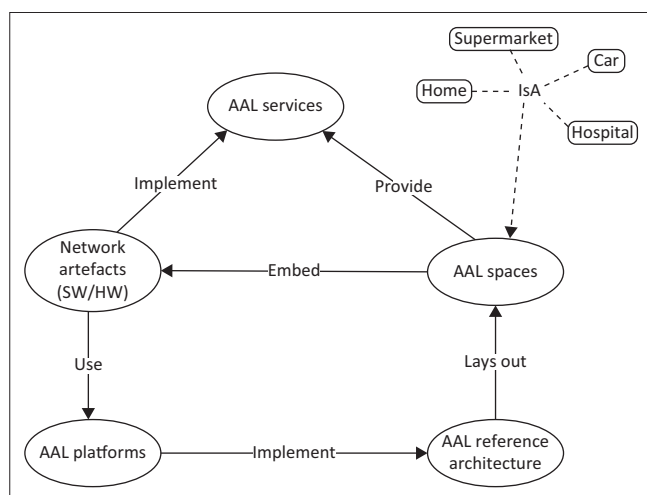 Supermarket
Car
Home
IsA
AAL services
Hospital
Implement
Provide
Network
artefacts
(SW/HW)
Embed
AAL spaces
Use
Lays out
AAL platforms
Implement
AAL reference
architecture